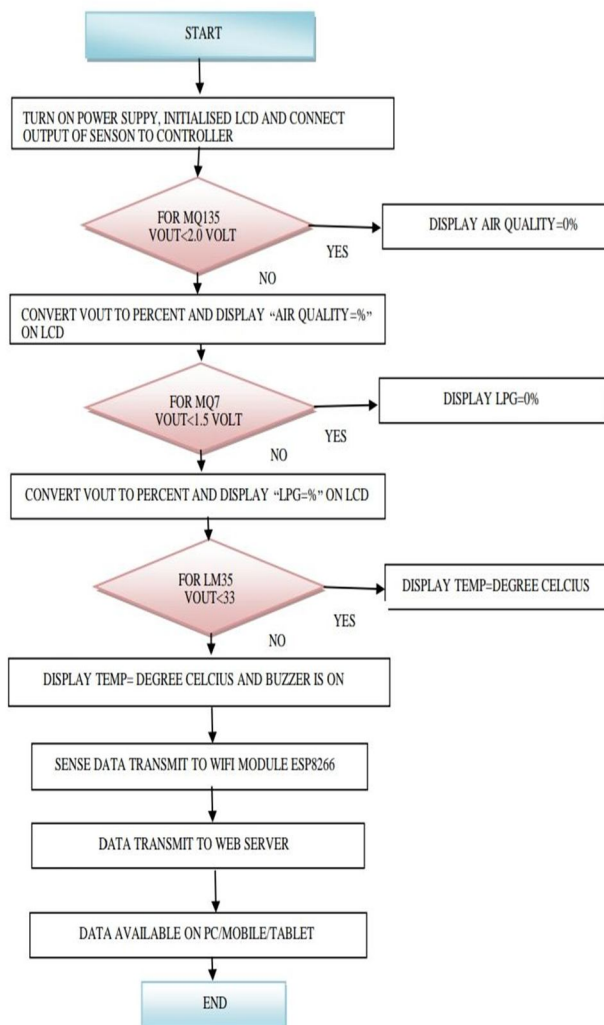 START
TURN ON POWER SUPPY, INITIALISED LCD AND CONNECT
OUTPUT OF SENSON TO CONTROLLER
FOR MQ135
VOUT<2.0 VOLT
DISPLAY AIR QUALITY=0%
YES
NO
CONVERT VOUT TO PERCENT AND DISPLAY “AIR QUALITY=%”
ON LCD
FOR MQ7
VOUT<1.5 VOLT
DISPLAY LPG=0%
YES
NO
CONVERT VOUT TO PERCENT AND DISPLAY “LPG=%” ON LCD
FOR LM35
VOUT<33
DISPLAY TEMP=DEGREE CELCIUS
YES
NO
DISPLAY TEMP= DEGREE CELCIUS AND BUZZER IS ON
SENSE DATA TRANSMIT TO WIFI MODULE ESP8266
DATA TRANSMIT TO WEB SERVER
DATA AVAILABLE ON PC/MOBILE/TABLET
END